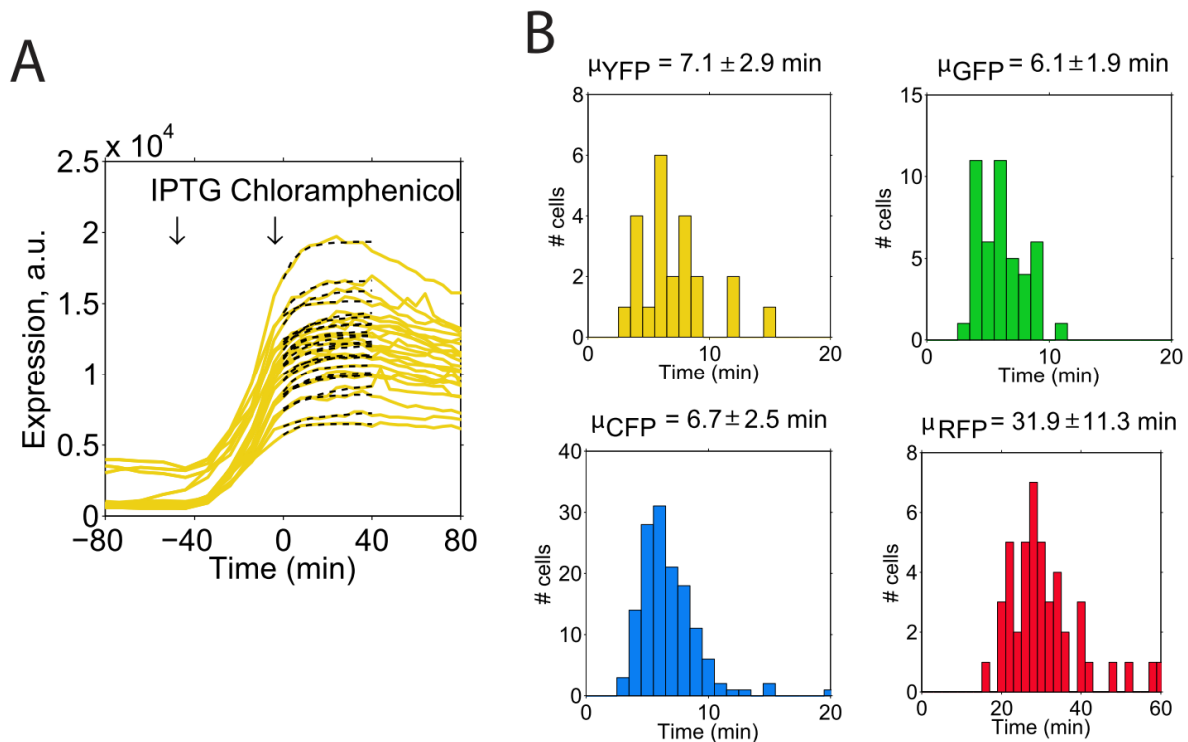 A
x 10^4
2.5
2
1.5
1
0.5
0
IPTG Chloramphenicol
↓ ↓
Expression, a.u.
−80 −40 0 40 80
Time (min)
B
μYFP = 7.1 ± 2.9 min
8
6
4
2
0
# cells
0 10 20
Time (min)
μGFP = 6.1 ± 1.9 min
15
10
5
0
# cells
0 10 20
Time (min)
μCFP = 6.7 ± 2.5 min
40
30
20
10
0
# cells
0 10 20
Time (min)
μRFP = 31.9 ± 11.3 min
8
6
4
2
0
# cells
0 20 40 60
Time (min)